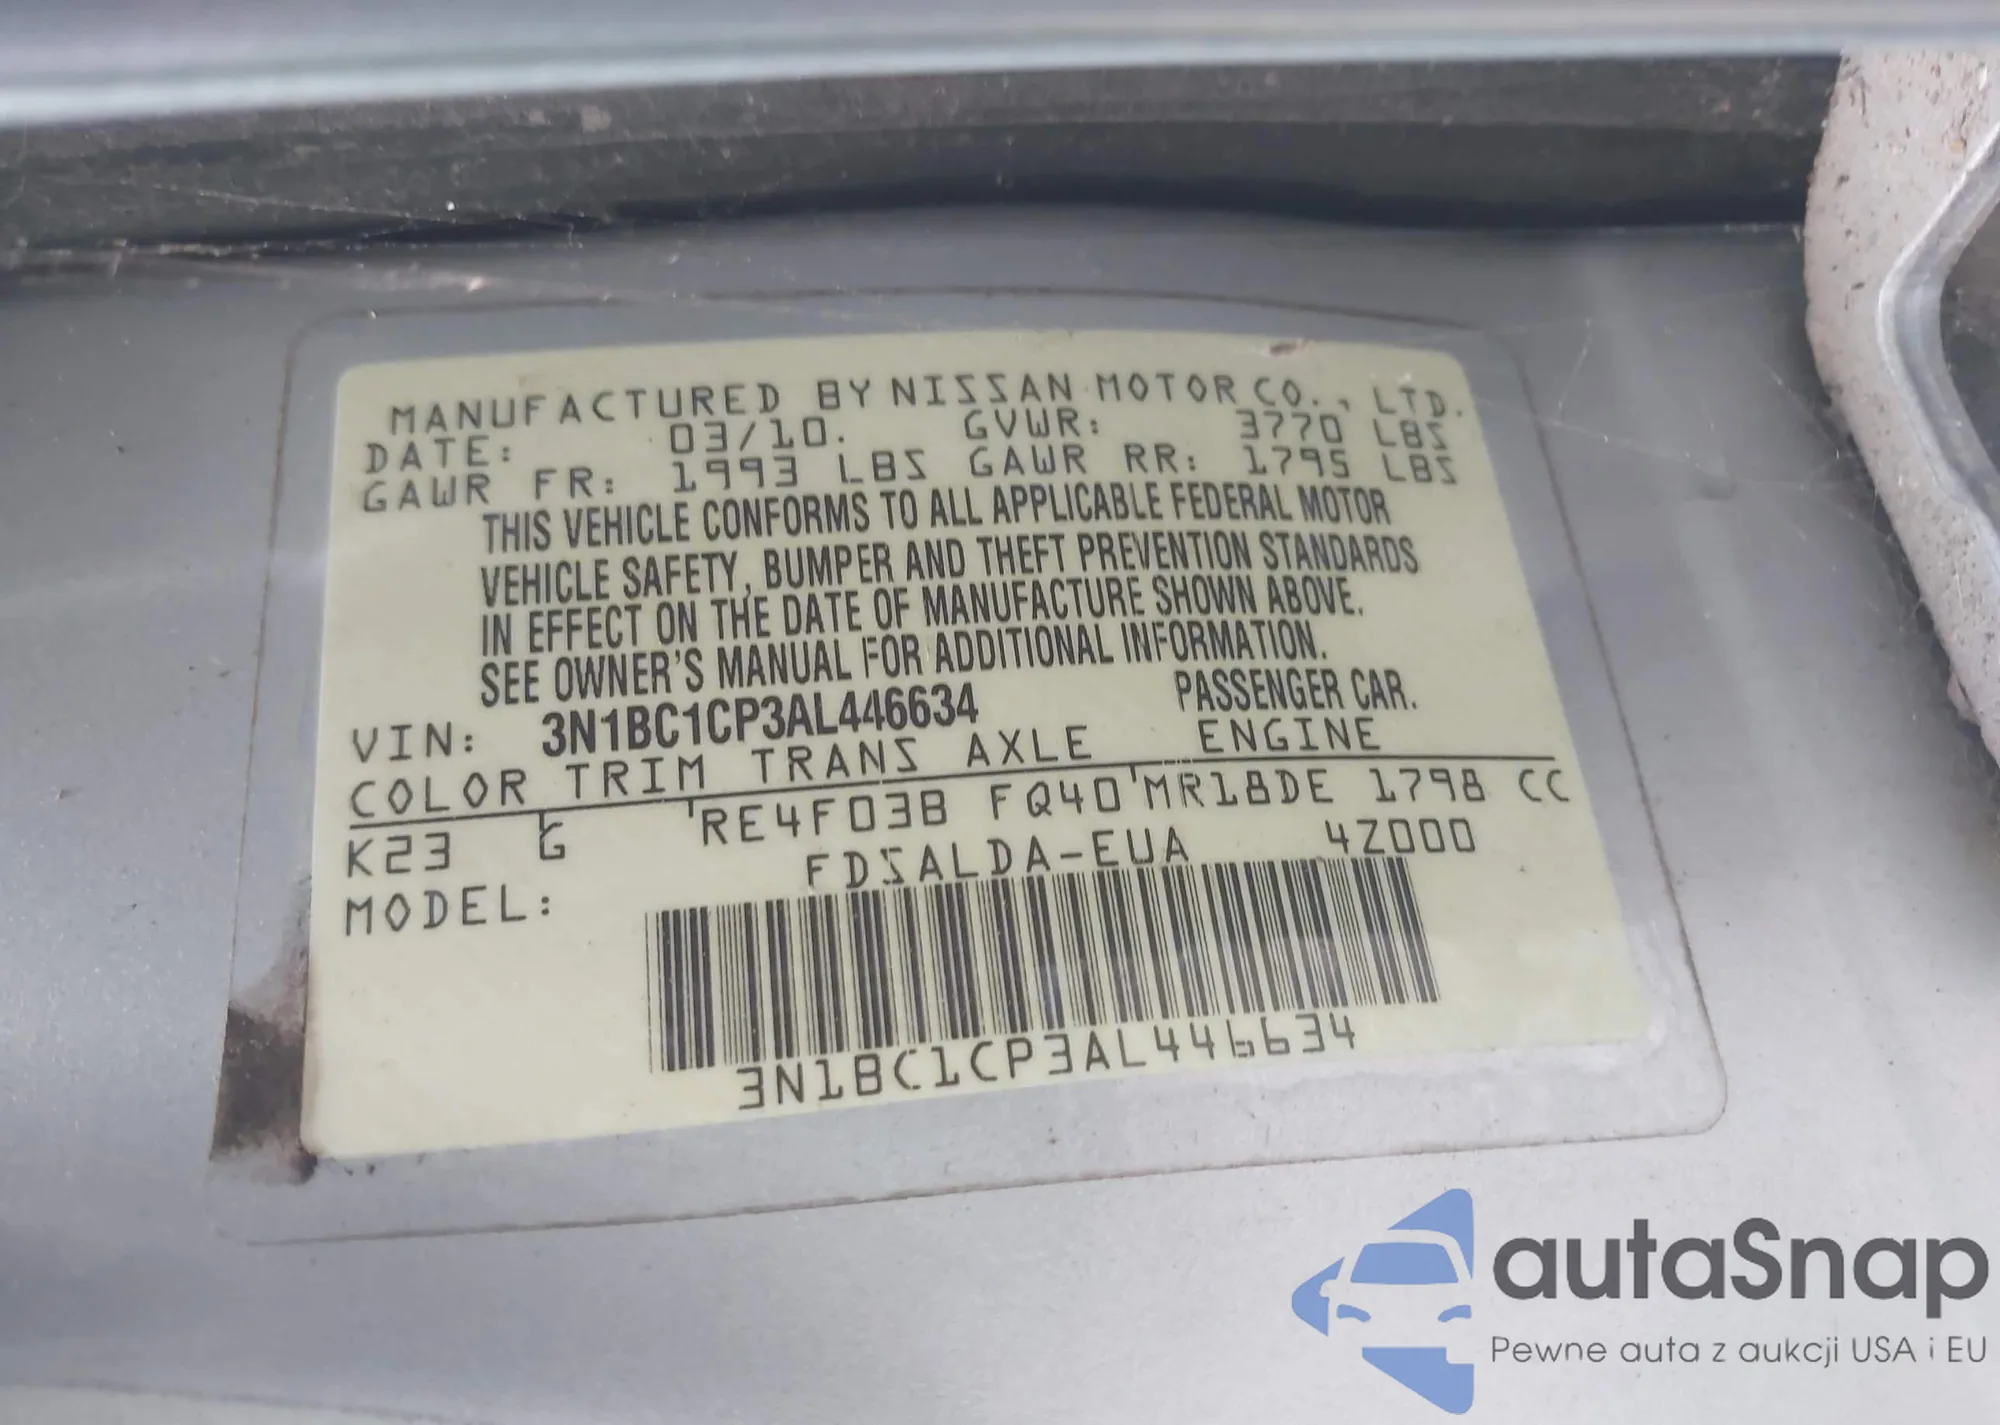 MANUFACTURED BY NISSAN MOTOR CO., LTD.
DATE: 03/10. GVWR: 3770 LBS
GAWR FR: 1993 LBS GAWR RR: 1795 LBS
THIS VEHICLE CONFORMS TO ALL APPLICABLE FEDERAL MOTOR
VEHICLE SAFETY, BUMPER AND THEFT PREVENTION STANDARDS
IN EFFECT ON THE DATE OF MANUFACTURE SHOWN ABOVE.
SEE OWNER'S MANUAL FOR ADDITIONAL INFORMATION.
VIN: 3N1BC1CP3AL446634 PASSENGER CAR.
COLOR TRIM TRANS AXLE ENGINE
K23 G RE4F03B FQ40 MR18DE 1798 CC
MODEL: FDSALDA-EUA 4Z000
3N1BC1CP3AL446634
autaSnap
Pewne auta z aukcji USA i EU